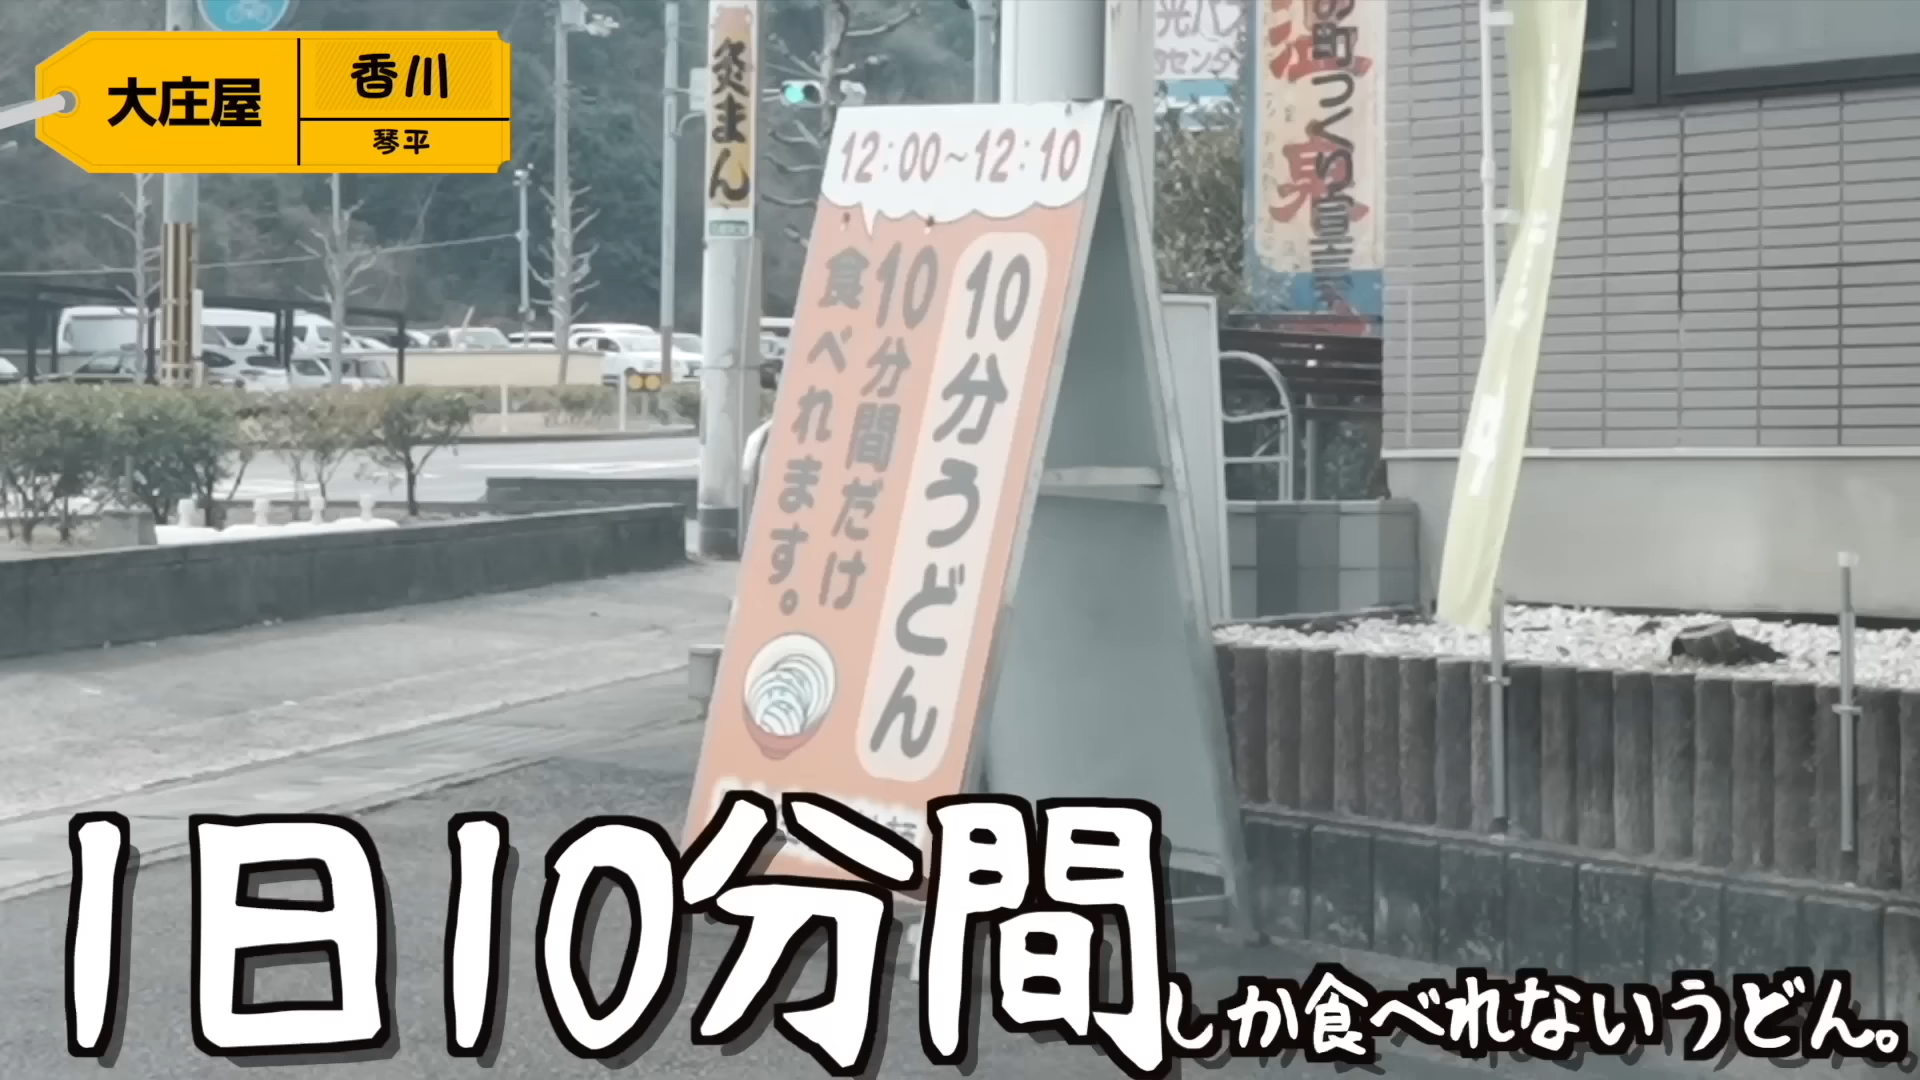 大庄屋
香川
琴平
灸まん
温泉
12:00~12:10
10分うどん
10分間だけ
食べれます。
1日10分間しか食べれないうどん。